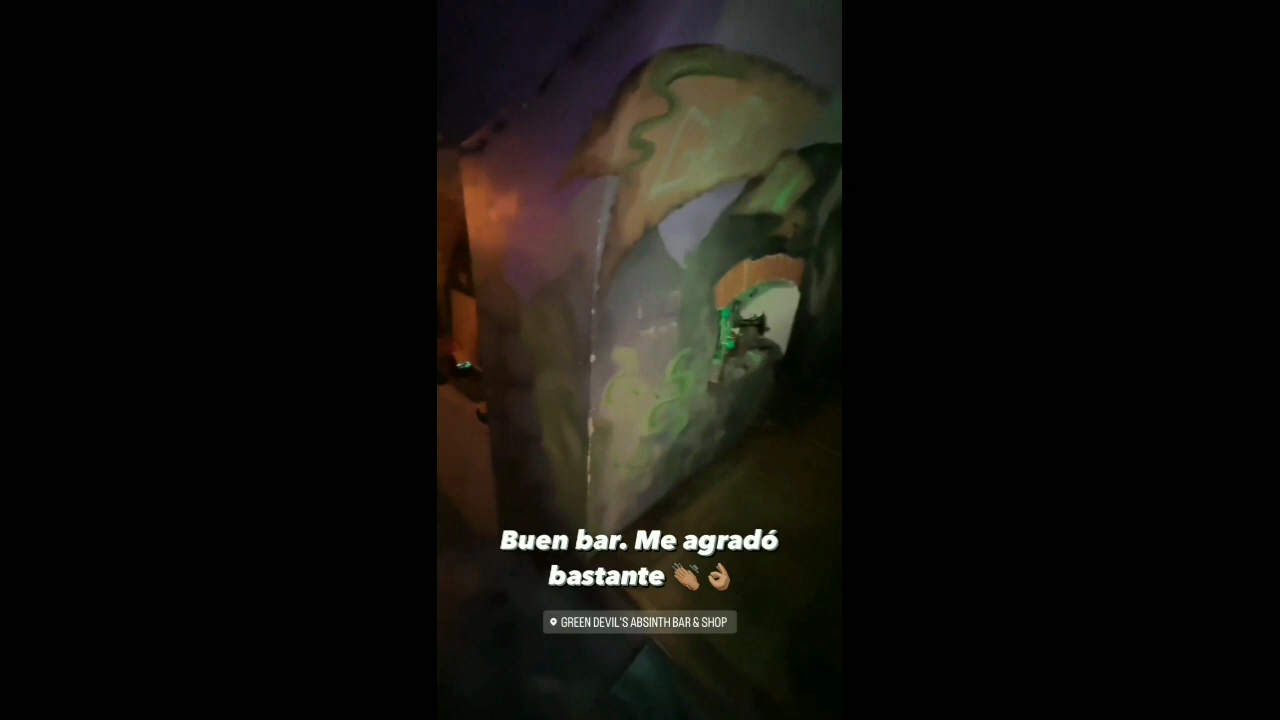 Buen bar. Me agradó
bastante 👏🏼👌🏼
GREEN DEVIL'S ABSINTH BAR & SHOP